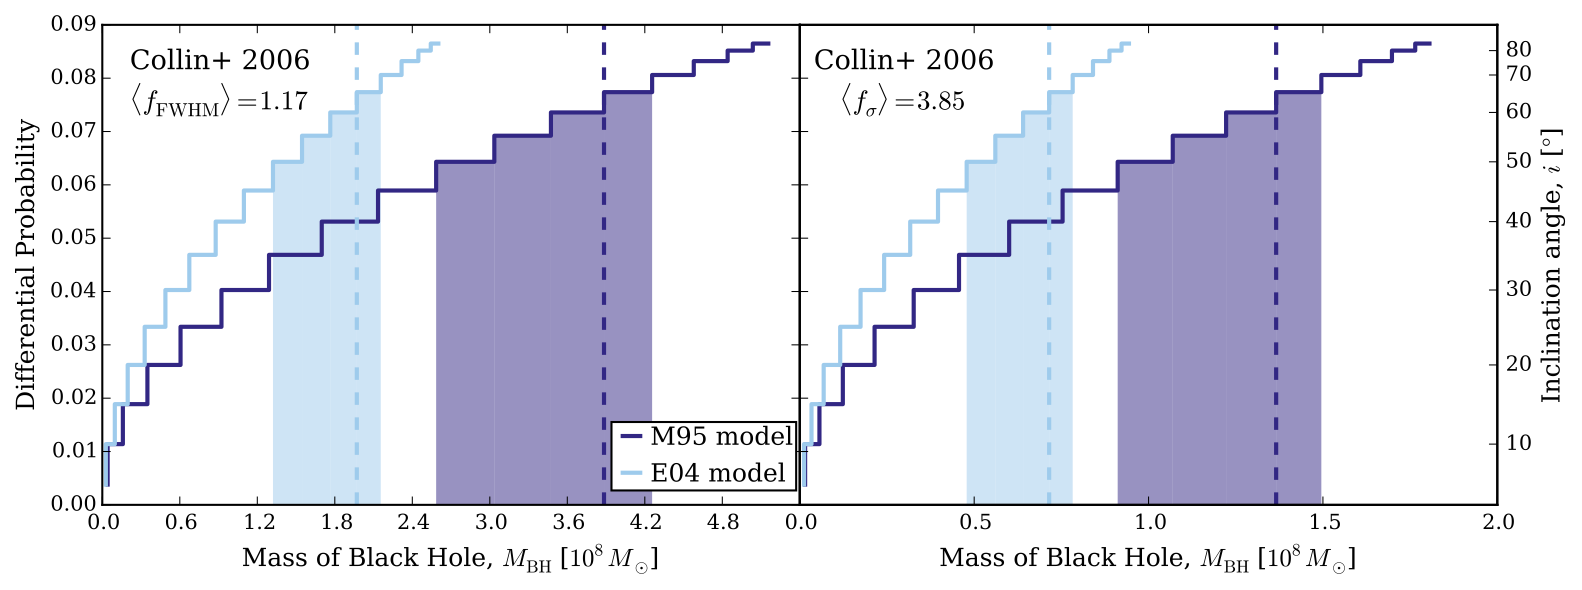 Differential Probability
0.09
0.08
0.07
0.06
0.05
0.04
0.03
0.02
0.01
0.00
Collin+ 2006
⟨f_FWHM⟩=1.17
M95 model
E04 model
0.0 0.6 1.2 1.8 2.4 3.0 3.6 4.2 4.8
Mass of Black Hole, M_BH [10^8 M_⊙]
Collin+ 2006
⟨f_σ⟩=3.85
0.0 0.5 1.0 1.5 2.0
Mass of Black Hole, M_BH [10^8 M_⊙]
80
70
60
50
40
30
20
10
Inclination angle, i [°]